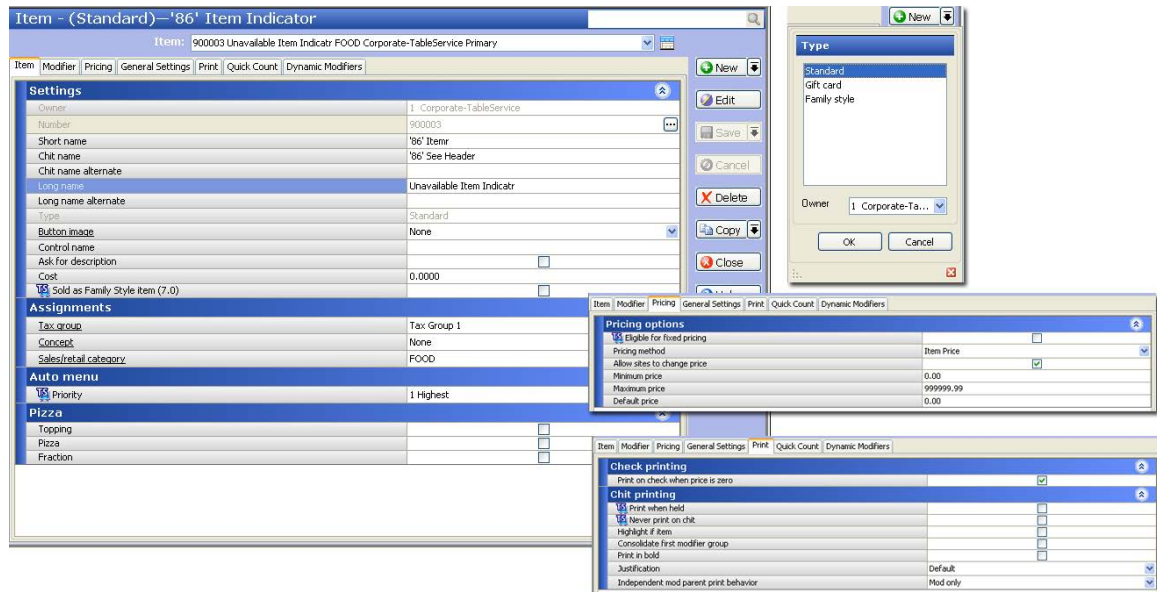 Item - (Standard)—'86' Item Indicator
Item: 900003 Unavailable Item Indicatr FOOD Corporate-TableService Primary
Item Modifier Pricing General Settings Print Quick Count Dynamic Modifiers
Settings
Owner 1 Corporate-TableService
Number 900003
Short name '86' Itemr
Chit name '86' See Header
Chit name alternate
Long name Unavailable Item Indicatr
Long name alternate
Type Standard
Button image None
Control name
Ask for description
Cost 0.0000
Sold as Family Style item (7.0)
Assignments
Tax group Tax Group 1
Concept None
Sales/retail category FOOD
Auto menu
Priority 1 Highest
Pizza
Topping
Pizza
Fraction
New
Edit
Save
Cancel
Delete
Copy
Close
New
Type
Standard
Gift card
Family style
Owner 1 Corporate-Ta...
OK Cancel
Item Modifier Pricing General Settings Print Quick Count Dynamic Modifiers
Pricing options
Eligible for fixed pricing
Pricing method Item Price
Allow sites to change price
Minimum price 0.00
Maximum price 999999.99
Default price 0.00
Item Modifier Pricing General Settings Print Quick Count Dynamic Modifiers
Check printing
Print on check when price is zero
Chit printing
Print when held
Never print on chit
Highlight if item
Consolidate first modifier group
Print in bold
Justification Default
Independent mod parent print behavior Mod only